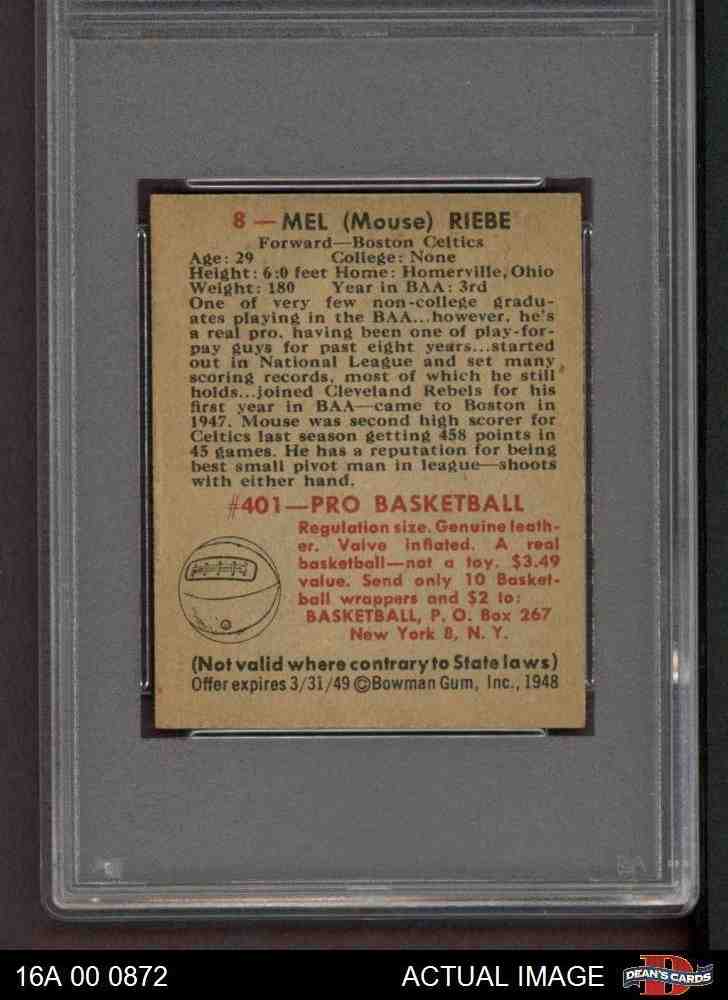 8 — MEL (Mouse) RIEBE
Forward—Boston Celtics
Age: 29 College: None
Height: 6:0 feet Home: Homerville, Ohio
Weight: 180 Year in BAA: 3rd
One of very few non-college gradu-
ates playing in the BAA...however, he's
a real pro, having been one of play-for-
pay guys for past eight years...started
out in National League and set many
scoring records, most of which he still
holds...joined Cleveland Rebels for his
first year in BAA—came to Boston in
1947. Mouse was second high scorer for
Celtics last season getting 458 points in
45 games. He has a reputation for being
best small pivot man in league—shoots
with either hand.
#401—PRO BASKETBALL
Regulation size. Genuine leath-
er. Valve inflated. A real
basketball—not a toy. $3.49
value. Send only 10 Basket-
ball wrappers and $2 to:
BASKETBALL, P. O. Box 267
New York 8, N. Y.
(Not valid where contrary to State laws)
Offer expires 3/31/49 ©Bowman Gum, Inc., 1948
16A 00 0872 ACTUAL IMAGE DEAN'S CARDS